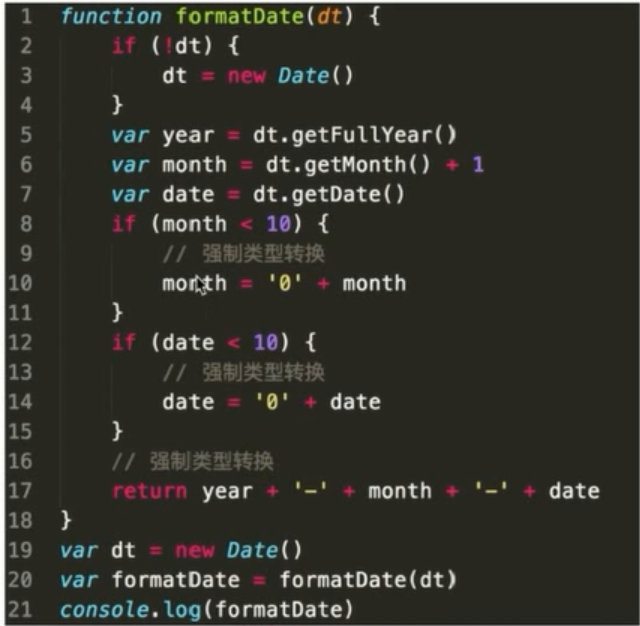 1 function formatDate(dt) {
2 if (!dt) {
3 dt = new Date()
4 }
5 var year = dt.getFullYear()
6 var month = dt.getMonth() + 1
7 var date = dt.getDate()
8 if (month < 10) {
9 // 强制类型转换
10 month = '0' + month
11 }
12 if (date < 10) {
13 // 强制类型转换
14 date = '0' + date
15 }
16 // 强制类型转换
17 return year + '-' + month + '-' + date
18 }
19 var dt = new Date()
20 var formatDate = formatDate(dt)
21 console.log(formatDate)